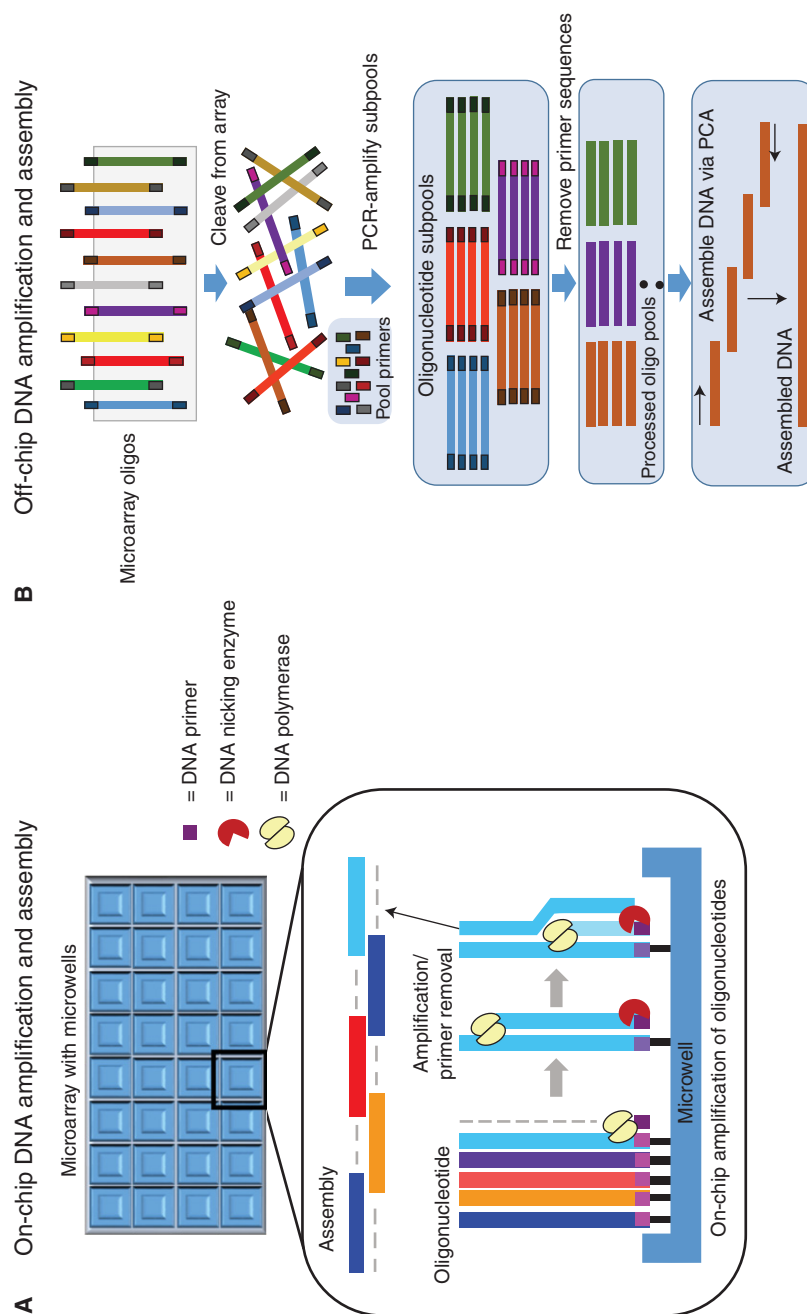 A On-chip DNA amplification and assembly
Microarray with microwells
= DNA primer
= DNA nicking enzyme
= DNA polymerase
Assembly
Amplification/
primer removal
Oligonucleotide
Microwell
On-chip amplification of oligonucleotides
B Off-chip DNA amplification and assembly
Microarray oligos
Cleave from array
Pool primers
PCR-amplify subpools
Oligonucleotide subpools
Remove primer sequences
Processed oligo pools
Assemble DNA via PCA
Assembled DNA